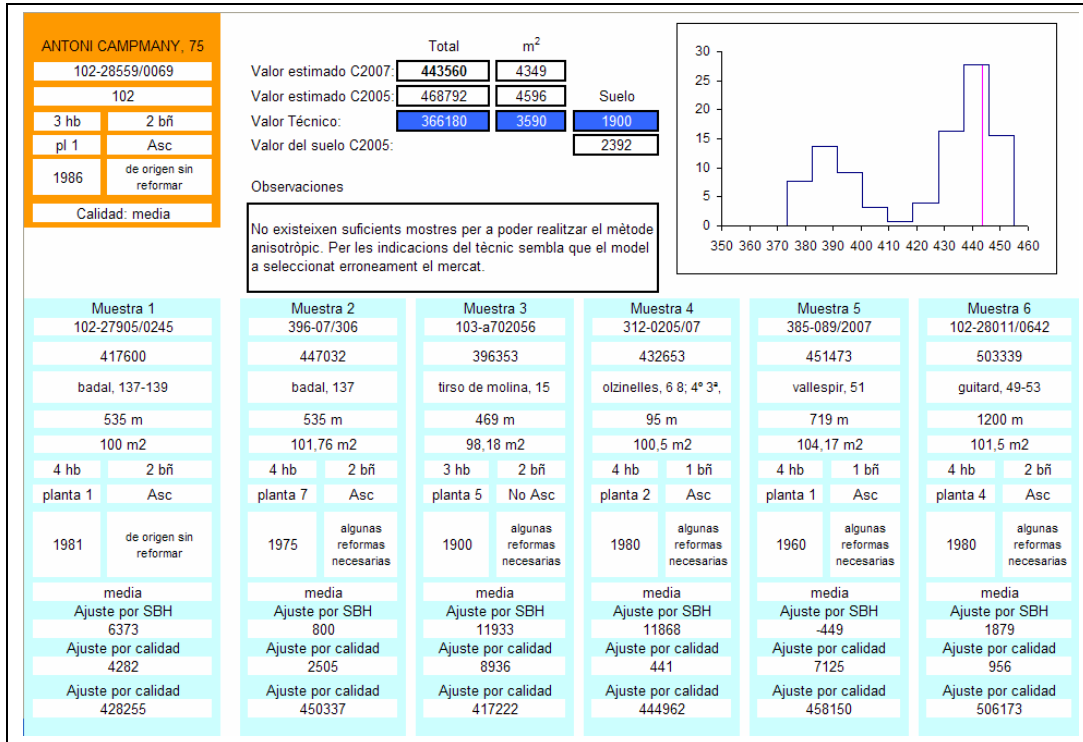 ANTONI CAMPMANY, 75
102-28559/0069
102
3 hb 2 bñ
pl 1 Asc
1986 de origen sin
reformar
Calidad: media
Total m²
Valor estimado C2007: 443560 4349
Valor estimado C2005: 468792 4596 Suelo
Valor Técnico: 366180 3590 1900
Valor del suelo C2005: 2392
Observaciones
No existeixen suficients mostres per a poder realitzar el mètode
anisotròpic. Per les indicacions del tècnic sembla que el model
a seleccionat erroneament el mercat.
30
25
20
15
10
5
0
350 360 370 380 390 400 410 420 430 440 450 460
Muestra 1 Muestra 2 Muestra 3 Muestra 4 Muestra 5 Muestra 6
102-27905/0245 396-07/306 103-a702056 312-0205/07 385-089/2007 102-28011/0642
417600 447032 396353 432653 451473 503339
badal, 137-139 badal, 137 tirso de molina, 15 olzinelles, 6 8; 4º 3ª, vallespir, 51 guitard, 49-53
535 m 535 m 469 m 95 m 719 m 1200 m
100 m2 101,76 m2 98,18 m2 100,5 m2 104,17 m2 101,5 m2
4 hb 2 bñ 4 hb 2 bñ 3 hb 2 bñ 4 hb 1 bñ 4 hb 1 bñ 4 hb 2 bñ
planta 1 Asc planta 7 Asc planta 5 No Asc planta 2 Asc planta 1 Asc planta 4 Asc
1981 de origen sin
reformar
1975 algunas
reformas
necesarias
1900 algunas
reformas
necesarias
1980 algunas
reformas
necesarias
1960 algunas
reformas
necesarias
1980 algunas
reformas
necesarias
media media media media media media
Ajuste por SBH Ajuste por SBH Ajuste por SBH Ajuste por SBH Ajuste por SBH Ajuste por SBH
6373 800 11933 11868 -449 1879
Ajuste por calidad Ajuste por calidad Ajuste por calidad Ajuste por calidad Ajuste por calidad Ajuste por calidad
4282 2505 8936 441 7125 956
Ajuste por calidad Ajuste por calidad Ajuste por calidad Ajuste por calidad Ajuste por calidad Ajuste por calidad
428255 450337 417222 444962 458150 506173